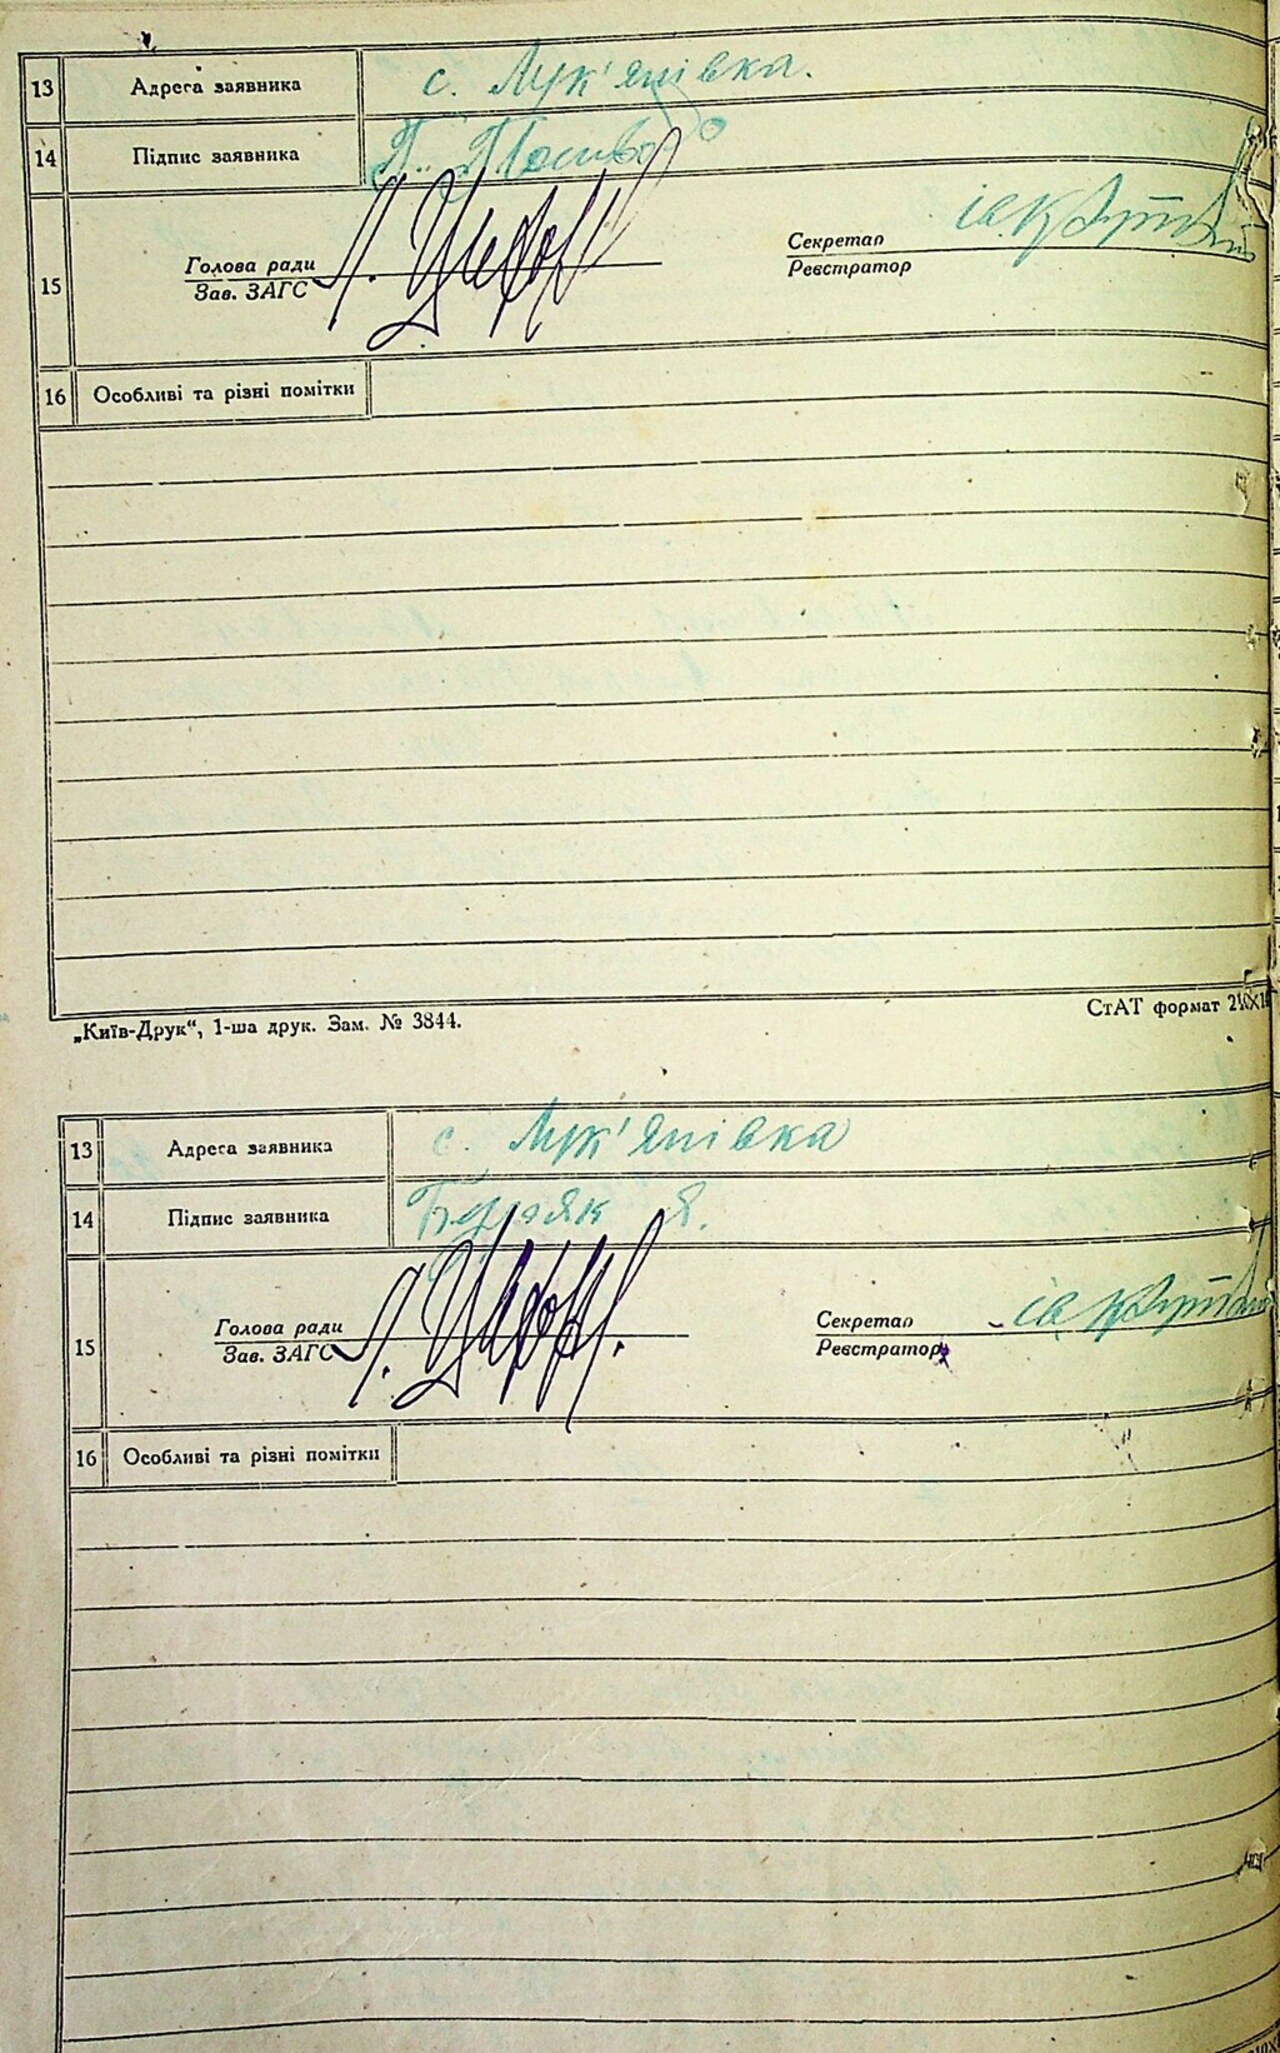 13 Адреса заявника с. Лук'янівка.
14 Підпис заявника П.
15 Голова ради Секретар
Зав. ЗАГС Реєстратор
16 Особливі та різні помітки
„Київ-Друк“, 1-ша друк. Зам. № 3844. СтАТ формат
13 Адреса заявника с. Лук'янівка
14 Підпис заявника Я.
15 Голова ради Секретар
Зав. ЗАГС Реєстратор
16 Особливі та різні помітки